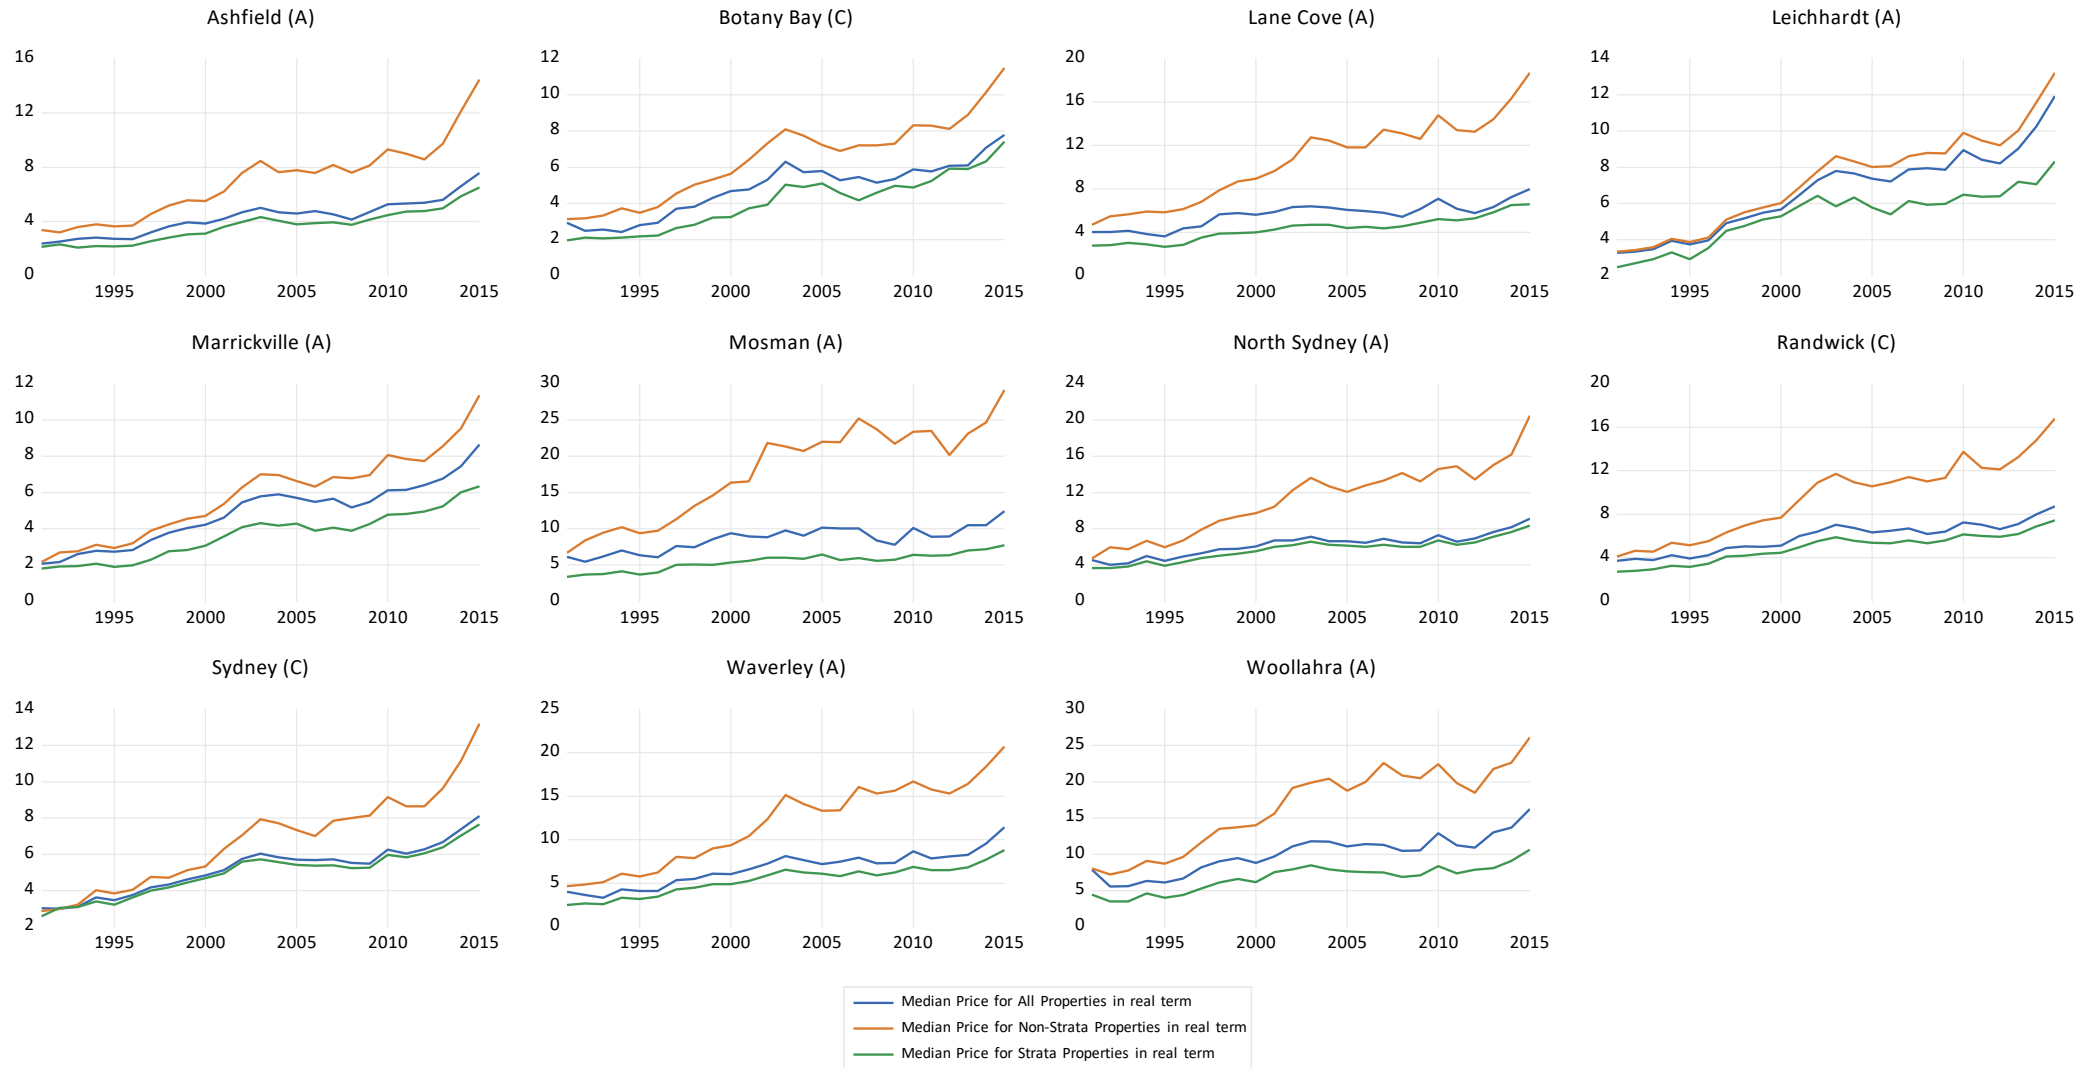 Ashfield (A)
Botany Bay (C)
Lane Cove (A)
Leichhardt (A)
16
12
8
4
0
1995 2000 2005 2010 2015
12
10
8
6
4
2
0
1995 2000 2005 2010 2015
20
16
12
8
4
0
1995 2000 2005 2010 2015
14
12
10
8
6
4
2
1995 2000 2005 2010 2015
Marrickville (A)
Mosman (A)
North Sydney (A)
Randwick (C)
12
10
8
6
4
2
0
1995 2000 2005 2010 2015
30
25
20
15
10
5
0
1995 2000 2005 2010 2015
24
20
16
12
8
4
0
1995 2000 2005 2010 2015
20
16
12
8
4
0
1995 2000 2005 2010 2015
Sydney (C)
Waverley (A)
Woollahra (A)
14
12
10
8
6
4
2
1995 2000 2005 2010 2015
25
20
15
10
5
0
1995 2000 2005 2010 2015
30
25
20
15
10
5
0
1995 2000 2005 2010 2015
Median Price for All Properties in real term
Median Price for Non-Strata Properties in real term
Median Price for Strata Properties in real term